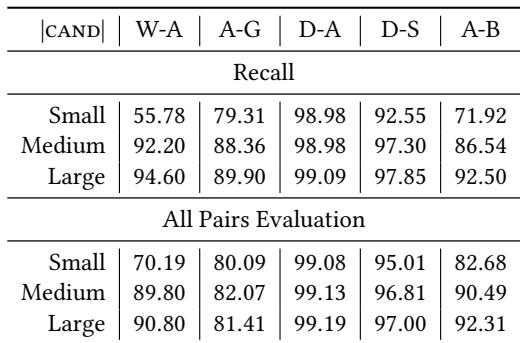 |CAND| W-A A-G D-A D-S A-B
Recall
Small 55.78 79.31 98.98 92.55 71.92
Medium 92.20 88.36 98.98 97.30 86.54
Large 94.60 89.90 99.09 97.85 92.50
All Pairs Evaluation
Small 70.19 80.09 99.08 95.01 82.68
Medium 89.80 82.07 99.13 96.81 90.49
Large 90.80 81.41 99.19 97.00 92.31